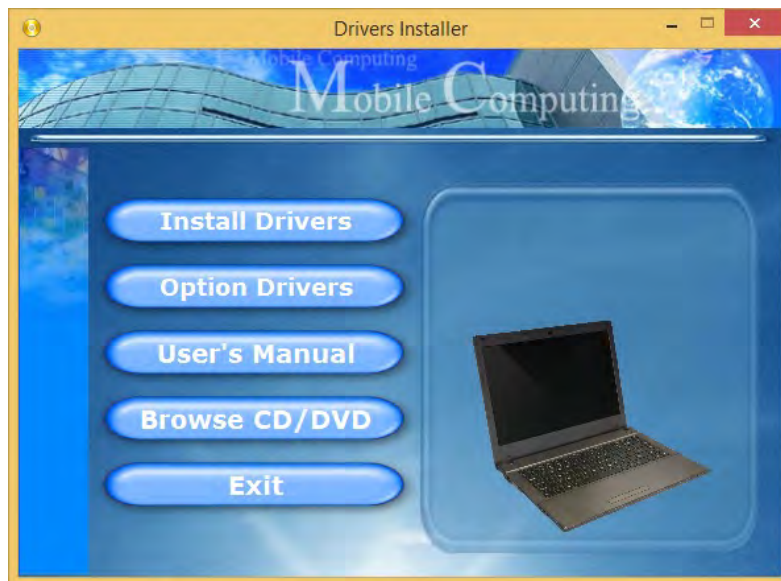 Drivers Installer
Mobile Computing
Mobile Computing
Install Drivers
Option Drivers
User's Manual
Browse CD/DVD
Exit